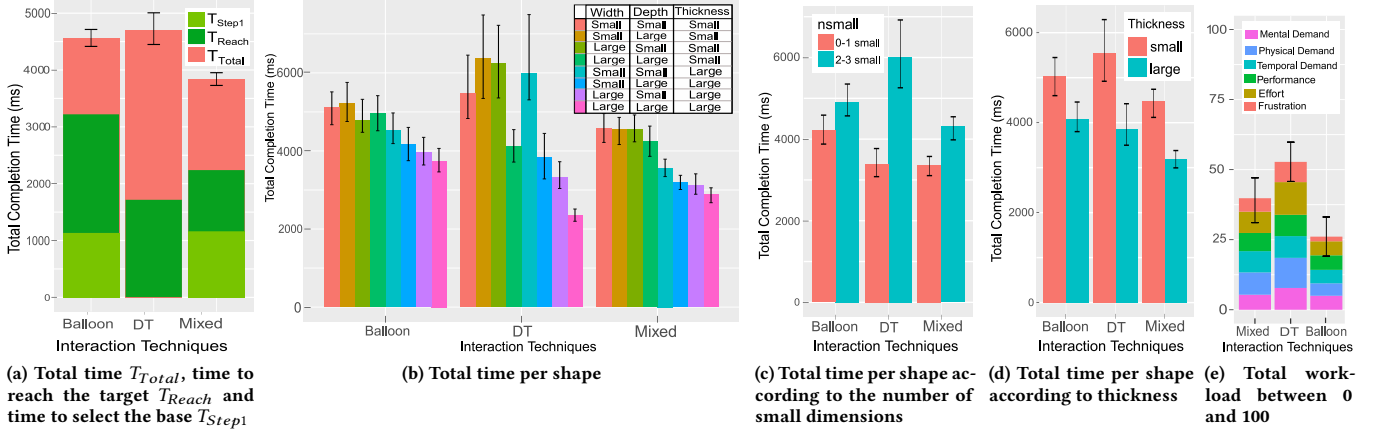 5000
4000
3000
2000
1000
0
Total Completion Time (ms)
T_Step1
T_Reach
T_Total
Balloon DT Mixed
Interaction Techniques
(a) Total time T_Total, time to
reach the target T_Reach and
time to select the base T_Step1
6000
4000
2000
0
Total Completion Time (ms)
Width Depth Thickness
Small Small Small
Small Large Small
Large Small Small
Large Large Small
Small Small Large
Small Large Large
Large Small Large
Large Large Large
Balloon DT Mixed
Interaction Techniques
(b) Total time per shape
6000
4000
2000
0
Total Completion Time (ms)
nsmall
0-1 small
2-3 small
Balloon DT Mixed
Interaction Techniques
(c) Total time per shape ac-
cording to the number of
small dimensions
6000
4000
2000
0
Total Completion Time (ms)
Thickness
small
large
Balloon DT Mixed
Interaction Techniques
(d) Total time per shape
according to thickness
100
75
50
25
0
Mental Demand
Physical Demand
Temporal Demand
Performance
Effort
Frustration
Mixed DT Balloon
Interaction Techniques
(e) Total work-
load between 0
and 100